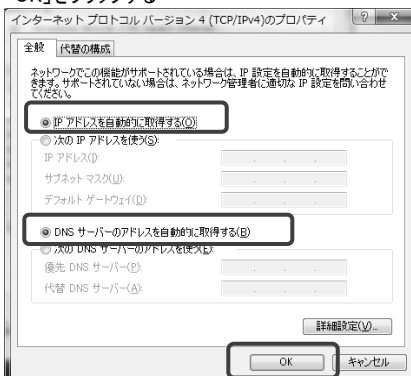 OK]をクリックする
インターネット プロトコル バージョン 4 (TCP/IPv4)のプロパティ
全般 代替の構成
ネットワークでこの機能がサポートされている場合は、IP 設定を自動的に取得することがで
きます。サポートされていない場合は、ネットワーク管理者に適切な IP 設定を問い合わせ
てください。
IP アドレスを自動的に取得する(O)
次の IP アドレスを使う(S):
IP アドレス(I):
サブネット マスク(U):
デフォルト ゲートウェイ(D):
DNS サーバーのアドレスを自動的に取得する(B)
次の DNS サーバーのアドレスを使う(E):
優先 DNS サーバー(P):
代替 DNS サーバー(A):
詳細設定(V)...
OK キャンセル